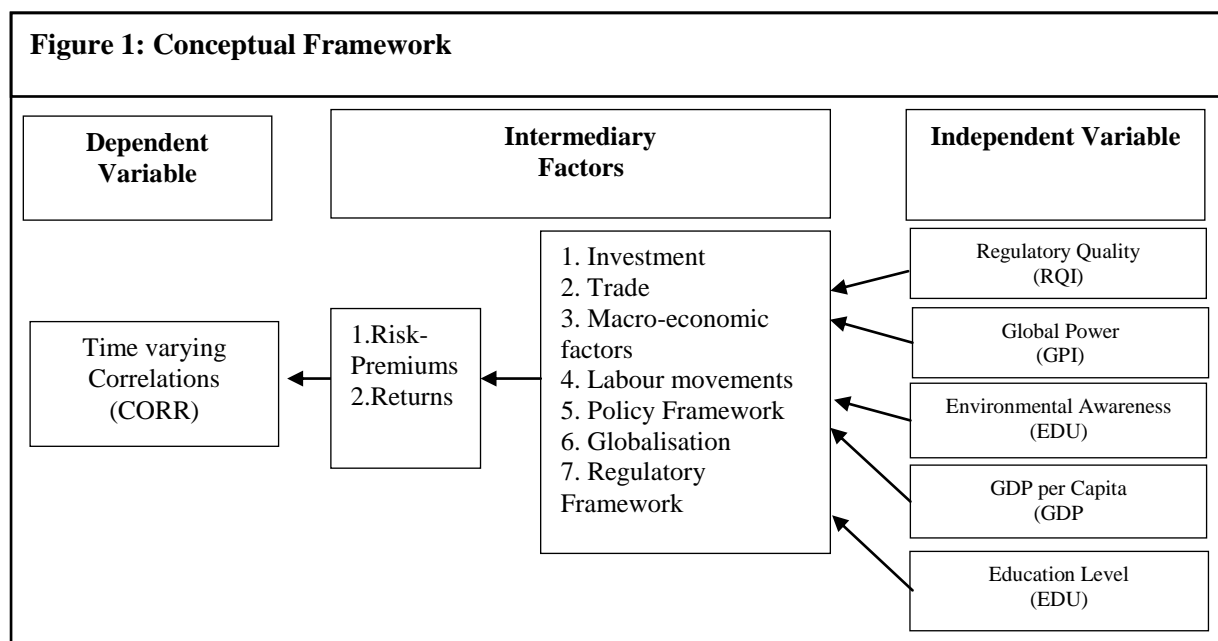 Figure 1: Conceptual Framework
Dependent
Variable
Intermediary
Factors
Independent Variable
Time varying
Correlations
(CORR)
1.Risk-
Premiums
2.Returns
1. Investment
2. Trade
3. Macro-economic
factors
4. Labour movements
5. Policy Framework
6. Globalisation
7. Regulatory
Framework
Regulatory Quality
(RQI)
Global Power
(GPI)
Environmental Awareness
(EDU)
GDP per Capita
(GDP
Education Level
(EDU)